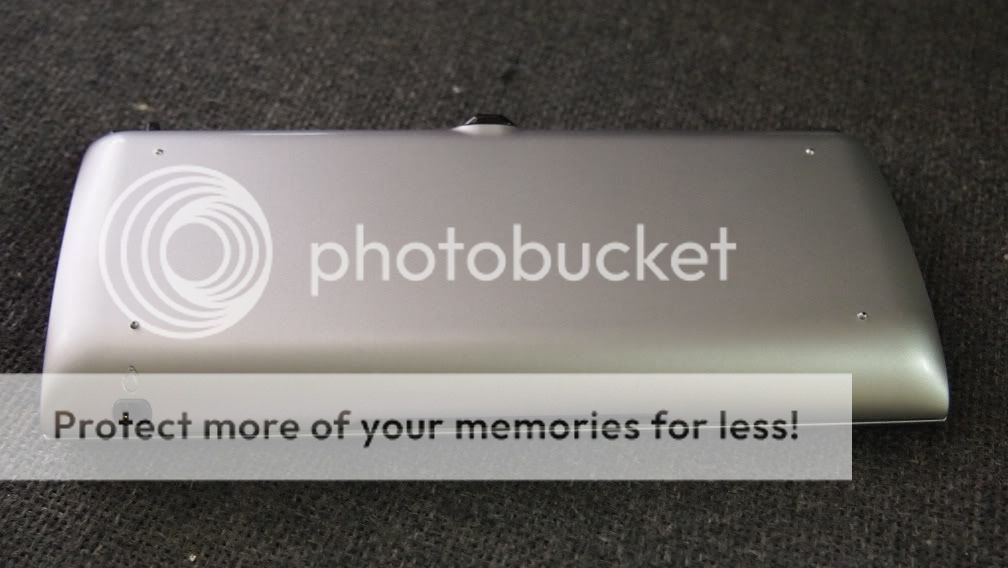 photobucket
Protect more of your memories for less!